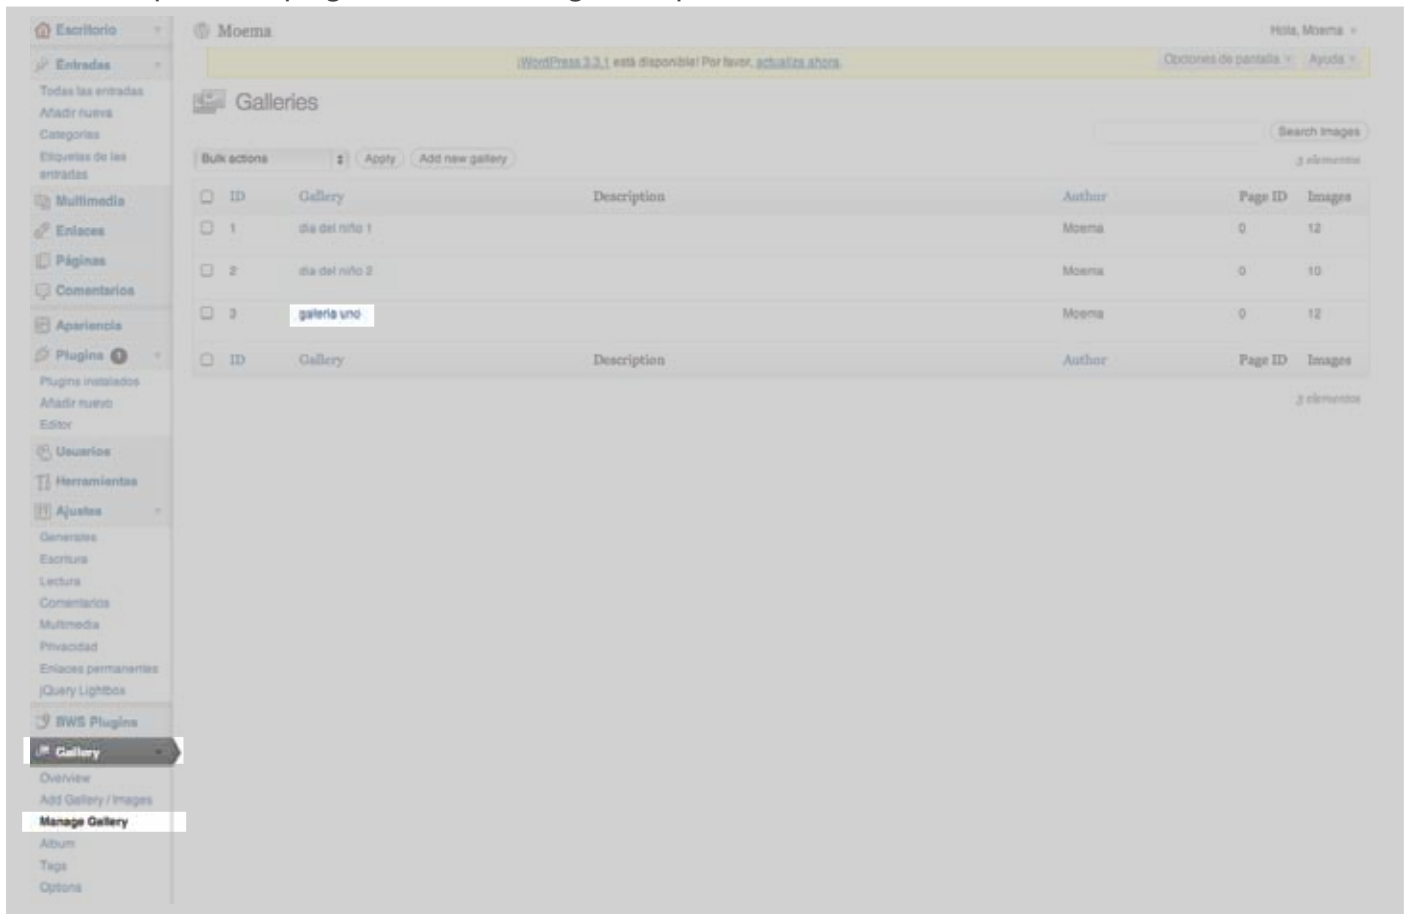 Escritorio
Moema
Hola, Moema
Entradas
¡WordPress 3.3.1 está disponible! Por favor, actualiza ahora.
Opciones de pantalla
Ayuda
Todas las entradas
Añadir nueva
Categorías
Etiquetas de las
entradas
Galleries
Search Images
Bulk actions
Apply
Add new gallery
3 elementos
Multimedia
Enlaces
Páginas
Comentarios
ID Gallery Description Author Page ID Images
1 dia del niño 1 Moema 0 12
2 dia del niño 2 Moema 0 10
3 galeria uno Moema 0 12
ID Gallery Description Author Page ID Images
3 elementos
Apariencia
Plugins 1
Plugins instalados
Añadir nuevo
Editor
Usuarios
Herramientas
Ajustes
Generales
Escritura
Lectura
Comentarios
Multimedia
Privacidad
Enlaces permanentes
jQuery Lightbox
BWS Plugins
Gallery
Overview
Add Gallery / Images
Manage Gallery
Album
Tags
Options